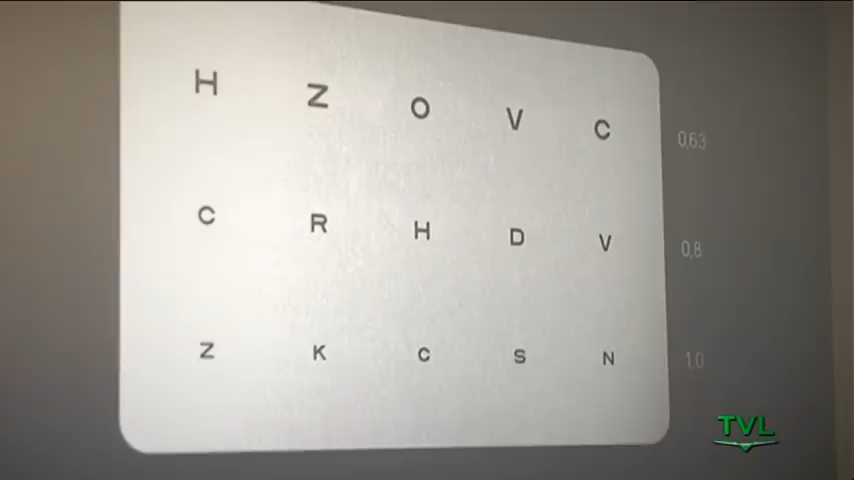 H Z O V C 0,63
C R H D V 0,8
Z K C S N 1,0
TVL